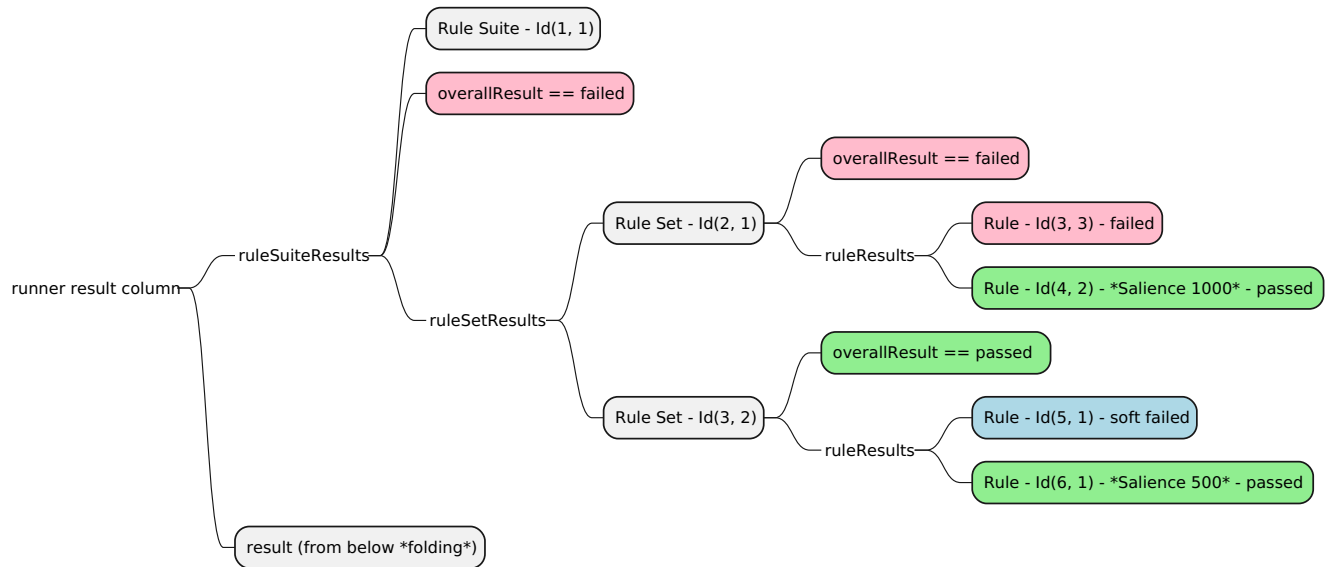 Rule Suite - Id(1, 1)
overallResult == failed
overallResult == failed
Rule Set - Id(2, 1)
Rule - Id(3, 3) - failed
ruleSuiteResults
ruleResults
runner result column
Rule - Id(4, 2) - *Salience 1000* - passed
ruleSetResults
overallResult == passed
Rule Set - Id(3, 2)
Rule - Id(5, 1) - soft failed
ruleResults
Rule - Id(6, 1) - *Salience 500* - passed
result (from below *folding*)